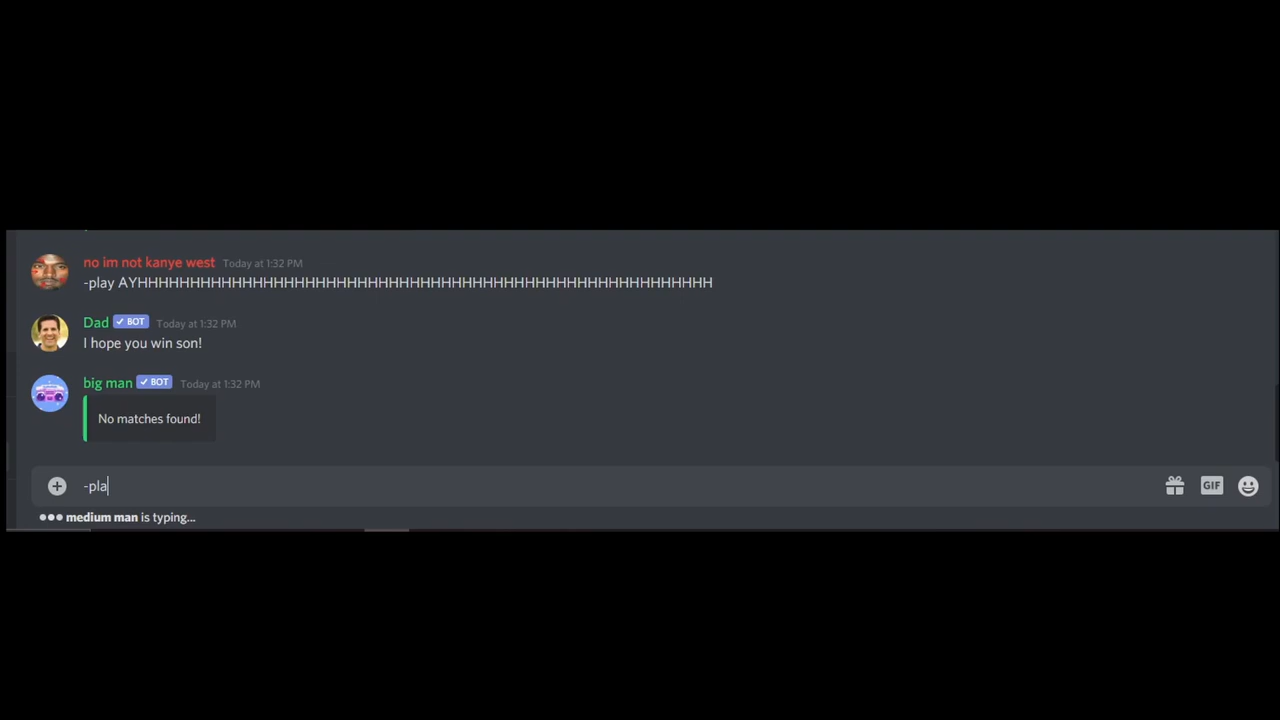 no im not kanye west Today at 1:32 PM
-play AYHHHHHHHHHHHHHHHHHHHHHHHHHHHHHHHHHHHHHHHHHHHHHHHHHHHHHHH
Dad ✓ BOT Today at 1:32 PM
I hope you win son!
big man ✓ BOT Today at 1:32 PM
No matches found!
-pla
GIF
medium man is typing...